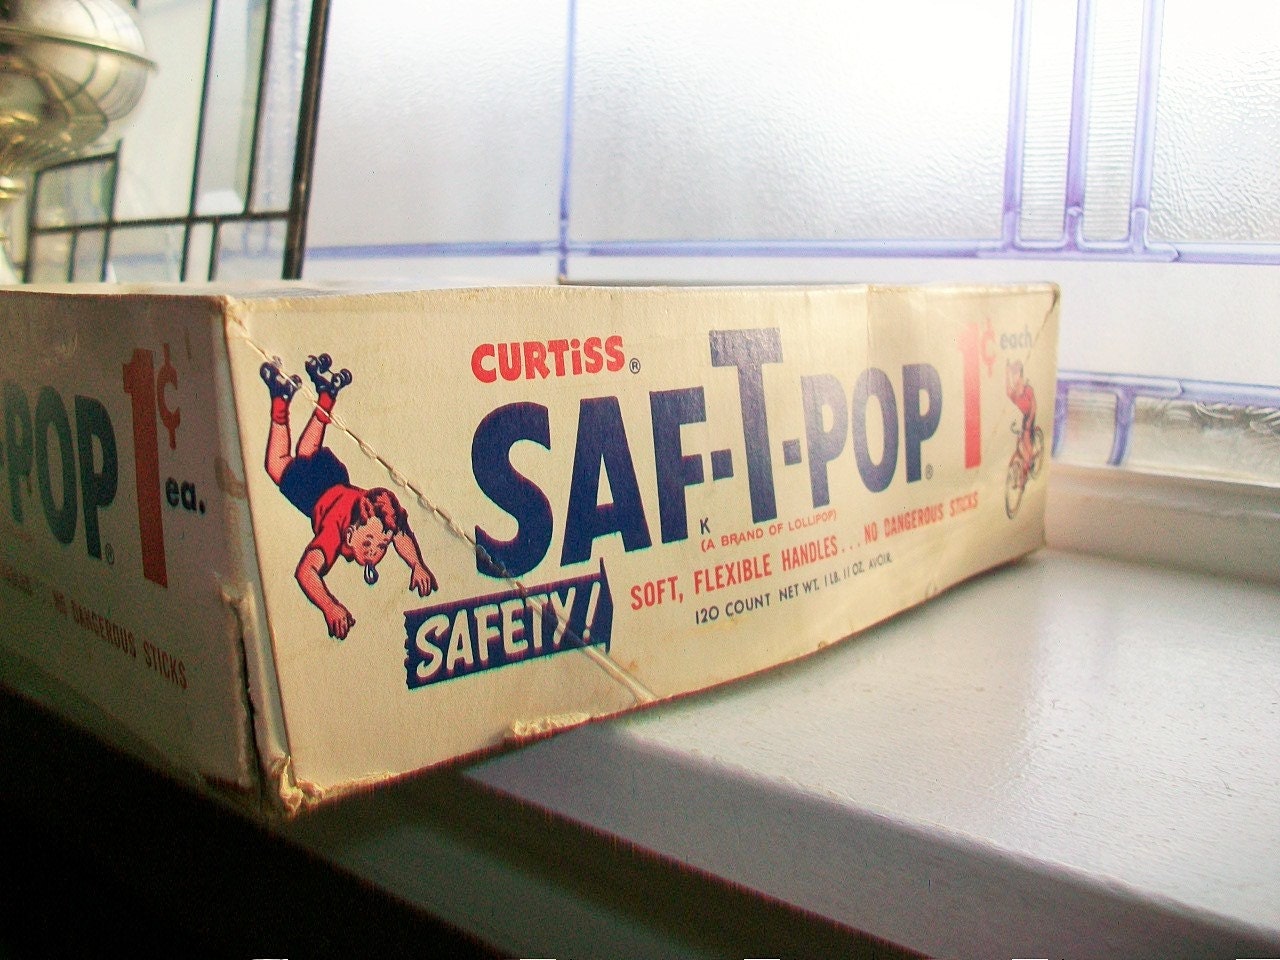 -POP 1¢ ea.
NO DANGEROUS STICKS
CURTiSS®
SAF-T-POP® 1¢ each
K
(A BRAND OF LOLLIPOP)
SOFT, FLEXIBLE HANDLES... NO DANGEROUS STICKS
SAFETY!
120 COUNT NET WT. 1 LB. 11 OZ. AVOIR.